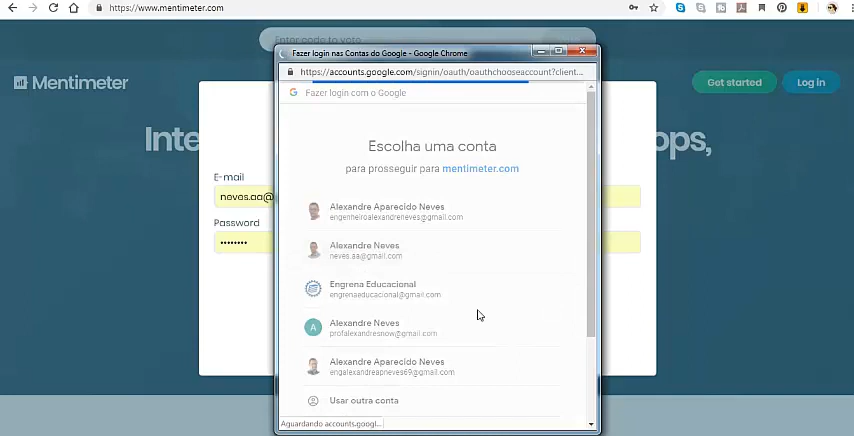 https://www.mentimeter.com
Enter code to vote
Fazer login nas Contas do Google - Google Chrome
https://accounts.google.com/signin/oauth/oauthchooseaccount?client...
Mentimeter
Get started
Log in
Fazer login com o Google
Escolha uma conta
para prosseguir para mentimeter.com
E-mail
neves.aa@
Password
Alexandre Aparecido Neves
engenheiroalexandreneves@gmail.com
Alexandre Neves
neves.aa@gmail.com
Engrena Educacional
engrenaeducacional@gmail.com
A
Alexandre Neves
profalexandresnow@gmail.com
Alexandre Aparecido Neves
engalexandreapneves69@gmail.com
Usar outra conta
Aguardando accounts.googl...